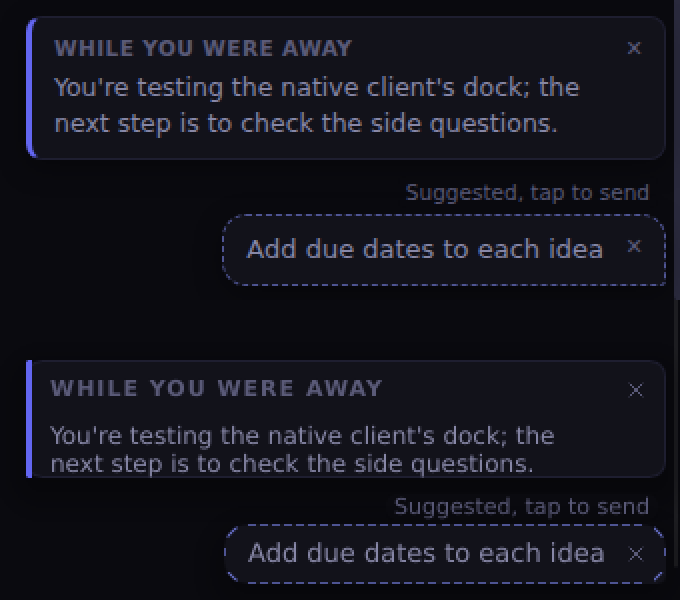 WHILE YOU WERE AWAY ×
You're testing the native client's dock; the
next step is to check the side questions.
Suggested, tap to send
Add due dates to each idea ×
WHILE YOU WERE AWAY ×
You're testing the native client's dock; the
next step is to check the side questions.
Suggested, tap to send
Add due dates to each idea ×